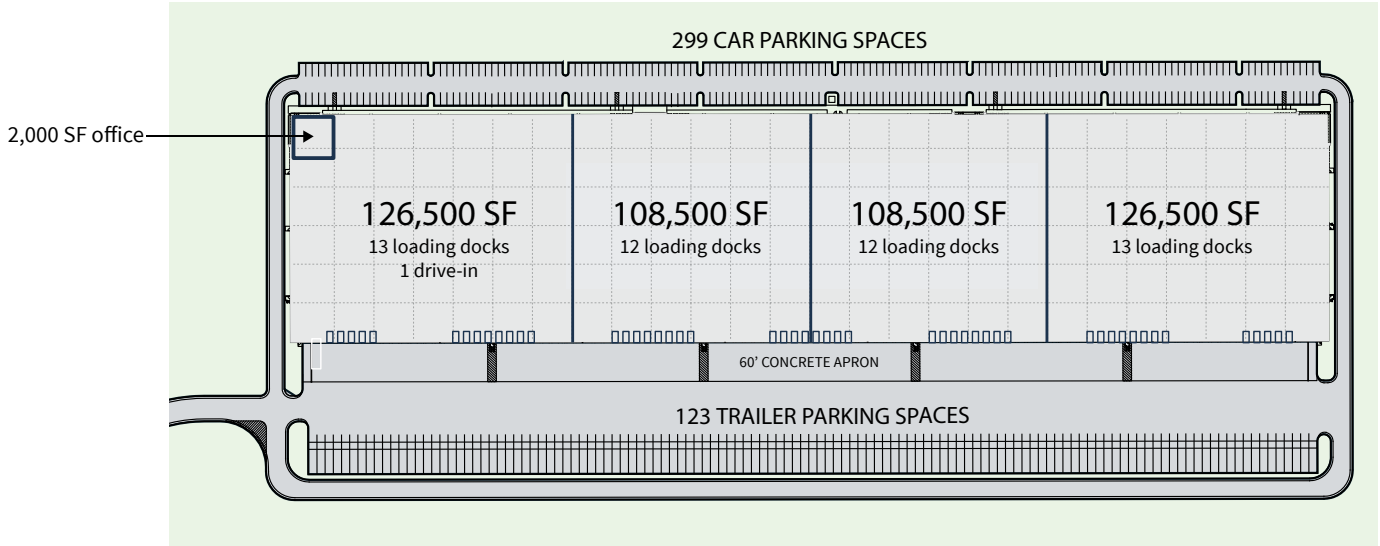 299 CAR PARKING SPACES
2,000 SF office
126,500 SF
13 loading docks
1 drive-in
108,500 SF
12 loading docks
108,500 SF
12 loading docks
126,500 SF
13 loading docks
60' CONCRETE APRON
123 TRAILER PARKING SPACES